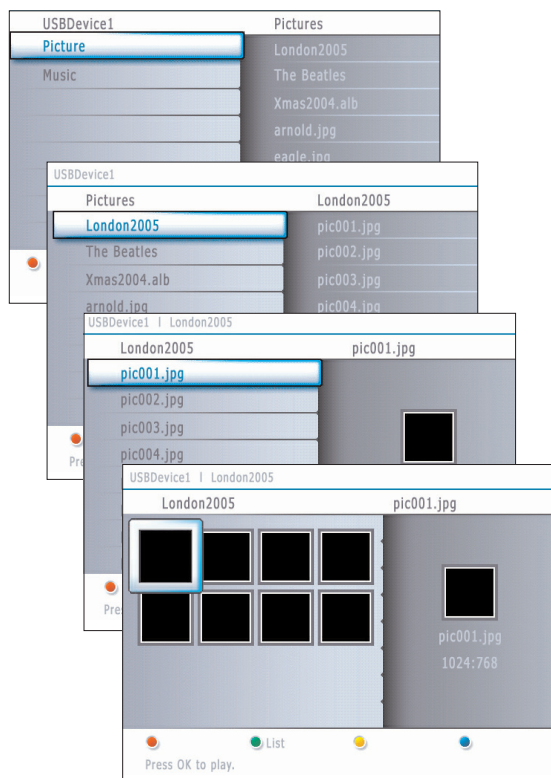 USBDevice1 Pictures
Picture London2005
Music The Beatles
Xmas2004.alb
arnold.jpg
eagle.jpg
USBDevice1
Pictures London2005
London2005 pic001.jpg
The Beatles pic002.jpg
Xmas2004.alb pic003.jpg
arnold.jpg pic004.jpg
Pre
USBDevice1 | London2005
London2005 pic001.jpg
pic001.jpg
pic002.jpg
pic003.jpg
pic004.jpg
Pre
USBDevice1 | London2005
London2005 pic001.jpg
pic001.jpg
1024:768
List
Press OK to play.